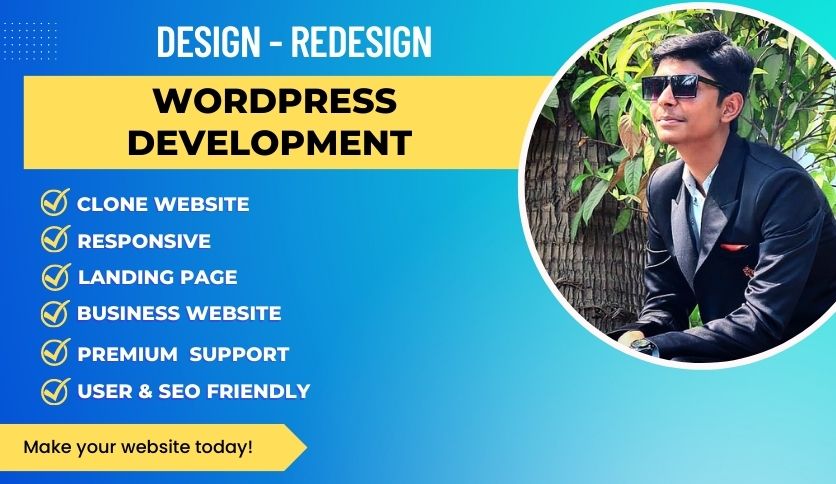 DESIGN - REDESIGN
WORDPRESS
DEVELOPMENT
CLONE WEBSITE
RESPONSIVE
LANDING PAGE
BUSINESS WEBSITE
PREMIUM SUPPORT
USER & SEO FRIENDLY
Make your website today!